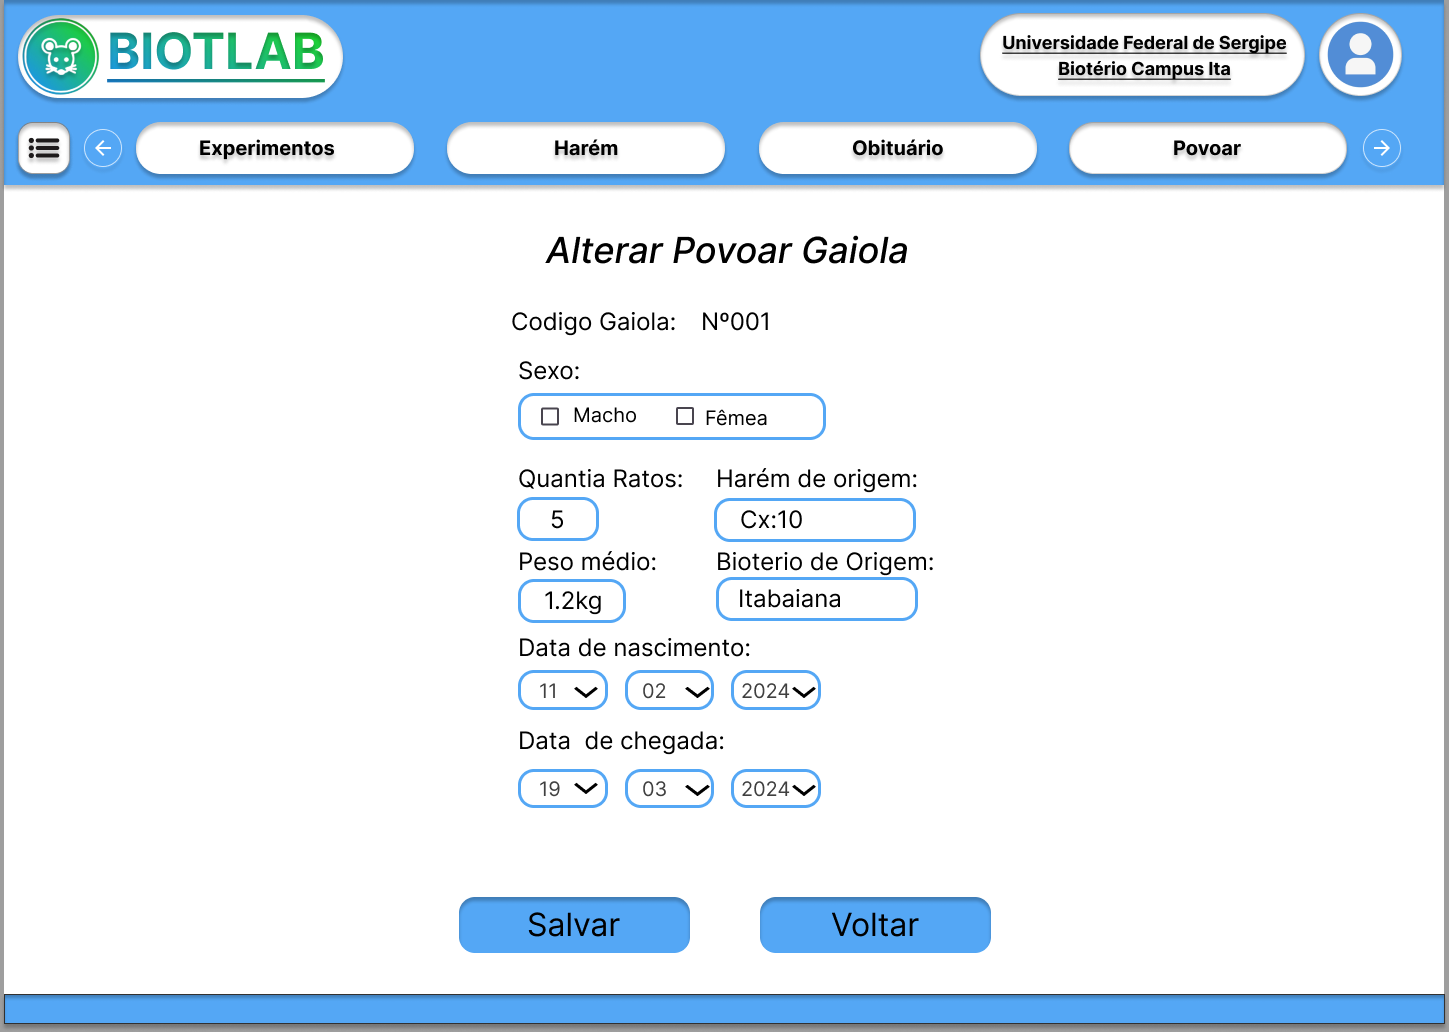 BIOTLAB
Universidade Federal de Sergipe
Biotério Campus Ita
Experimentos
Harém
Obituário
Povoar
Alterar Povoar Gaiola
Codigo Gaiola: Nº001
Sexo:
Macho Fêmea
Quantia Ratos: Harém de origem:
5 Cx:10
Peso médio: Bioterio de Origem:
1.2kg Itabaiana
Data de nascimento:
11 02 2024
Data de chegada:
19 03 2024
Salvar Voltar